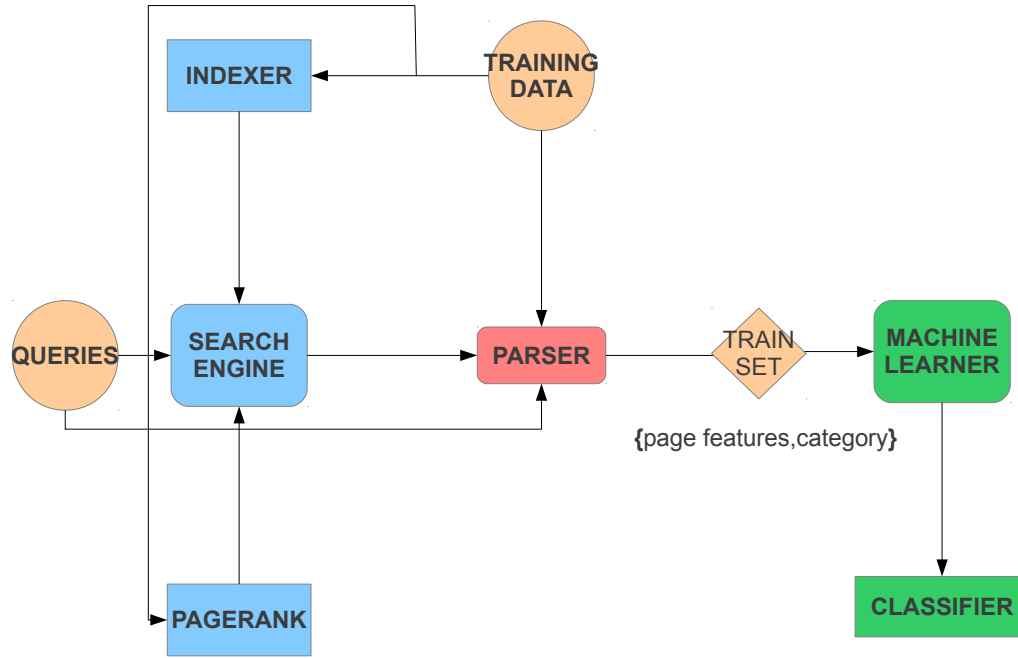 INDEXER
TRAINING
DATA
QUERIES
SEARCH
ENGINE
PARSER
TRAIN
SET
MACHINE
LEARNER
{page features,category}
PAGERANK
CLASSIFIER